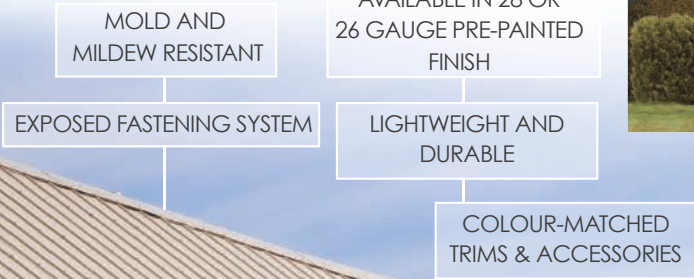 MOLD AND
MILDEW RESISTANT
EXPOSED FASTENING SYSTEM
AVAILABLE IN OR
26 GAUGE PRE-PAINTED
FINISH
LIGHTWEIGHT AND
DURABLE
COLOUR-MATCHED
TRIMS & ACCESSORIES